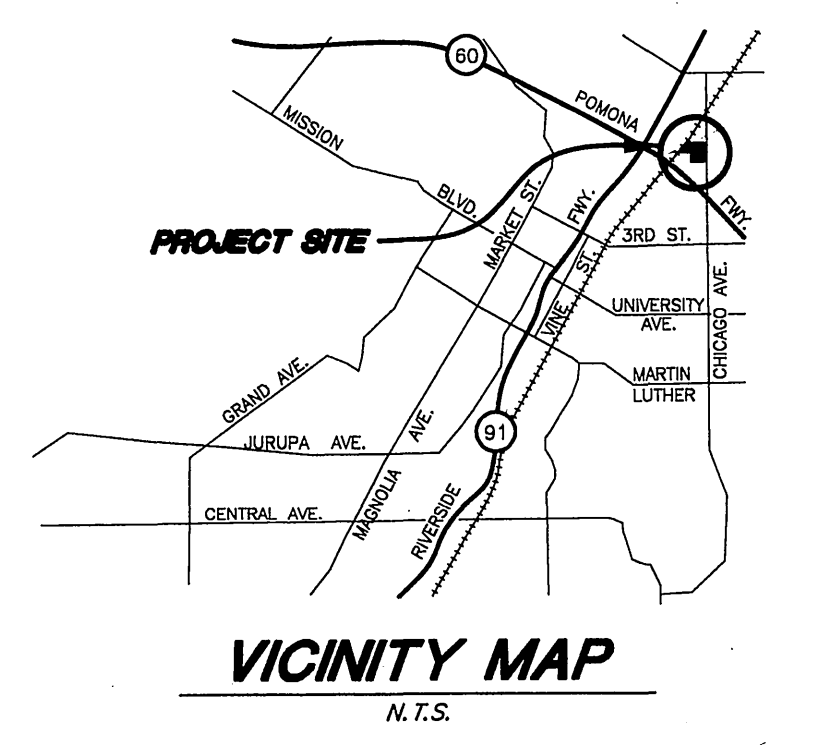 60
POMONA
FWY.
MISSION
BLVD.
MARKET ST.
FWY.
PROJECT SITE
3RD ST.
VINE ST.
UNIVERSITY
AVE.
CHICAGO AVE.
MARTIN
LUTHER
GRAND AVE.
91
JURUPA AVE.
MAGNOLIA AVE.
RIVERSIDE
CENTRAL AVE.
VICINITY MAP
N.T.S.